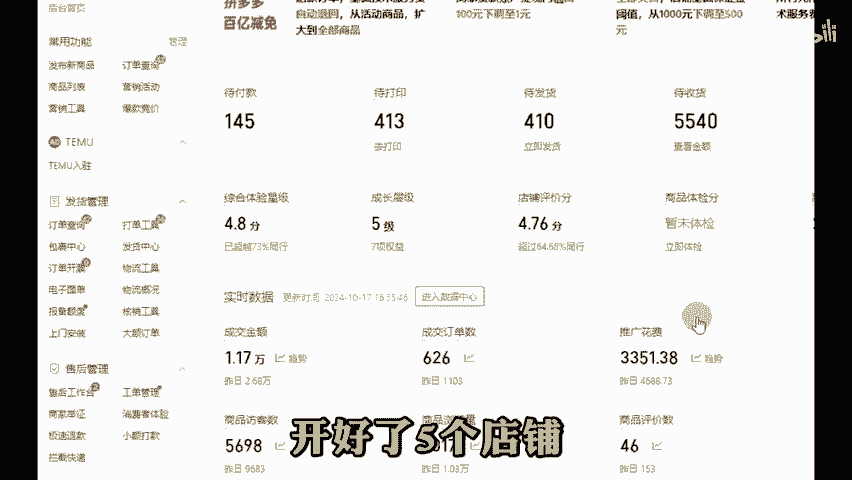 后台首页
拼多多
百亿减免
自动退回，从活动商品，扩
大到全部商品
100元下调至1元
阈值，从1000元下调至500
元
术服务费
bili
常用功能 管理
发布新商品 订单查询
商品列表 营销活动
营销工具 爆款竞价
TEMU
TEMU入驻
发货管理
订单查询 打单工具
包裹中心 发货中心
订单开票 物流工具
电子面单 物流概况
报备额度 核销工具
上门安装 大额订单
售后管理
售后工作台 工单管理
商家举证 消费者体验
极速退款 小额打款
拦截快递
待付款 待打印 待发货 待收货
145 413 410 5540
去打印 立即发货 查看金额
综合体验星级 成长层级 店铺评价分 商品体检分
4.8 分 5 级 4.76 分 暂未体检
已超越73%同行 7项权益 超过64.68%同行 立即体检
实时数据 更新时间 2024-10-17 16:55:46 进入数据中心
成交金额 成交订单数 推广花费
1.17 万 趋势 626 3351.38 趋势
昨日 2.68万 昨日 1103 昨日 4688.73
商品访客数 商品评价数
5698 46
昨日 9683 昨日 1.03万 昨日 153
开好了5个店铺